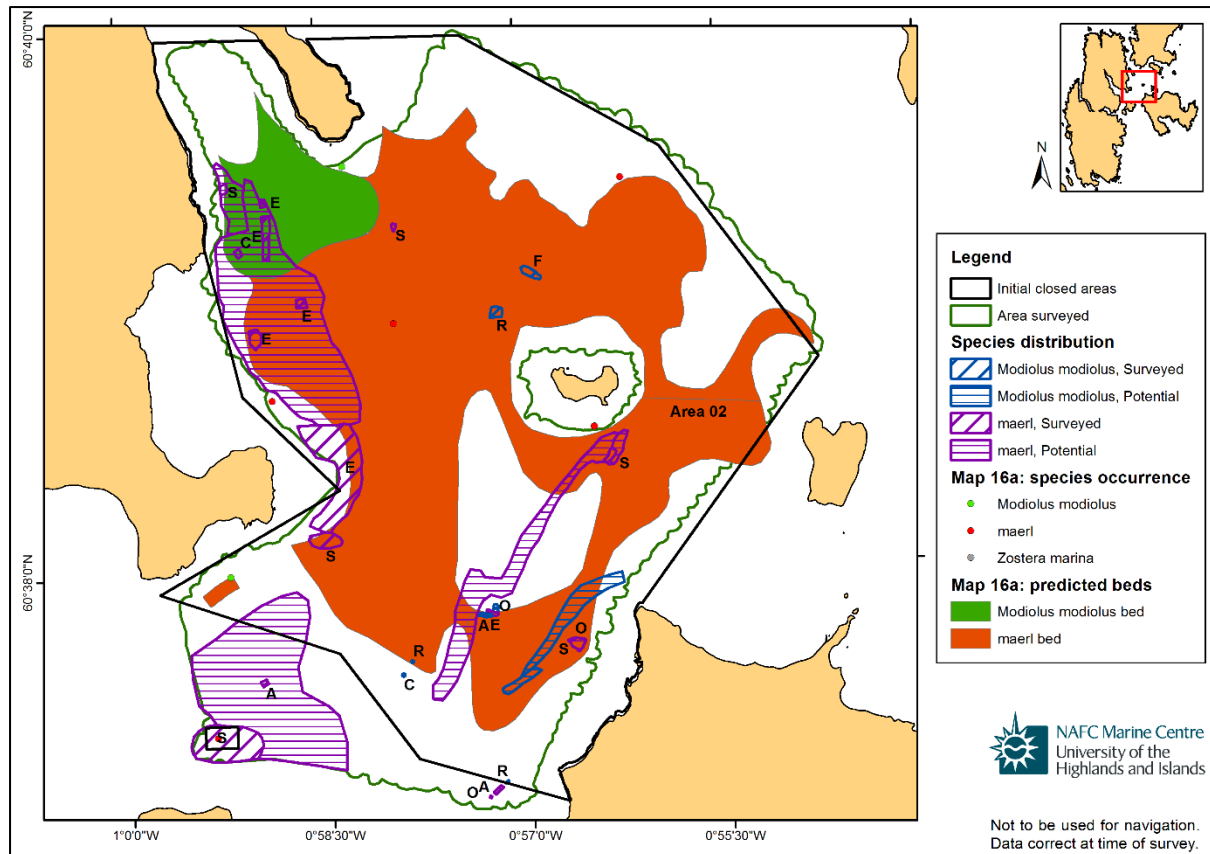 60°40'0"N
N
S
E
E
C
S
F
R
E
E
Area 02
E
S
S
60°38'0"N
O
A
E
O
S
R
C
A
S
R
A
O
1°0'0"W
0°58'30"W
0°57'0"W
0°55'30"W
Legend
Initial closed areas
Area surveyed
Species distribution
Modiolus modiolus, Surveyed
Modiolus modiolus, Potential
maerl, Surveyed
maerl, Potential
Map 16a: species occurrence
Modiolus modiolus
maerl
Zostera marina
Map 16a: predicted beds
Modiolus modiolus bed
maerl bed
NAFC Marine Centre
University of the
Highlands and Islands
Not to be used for navigation.
Data correct at time of survey.